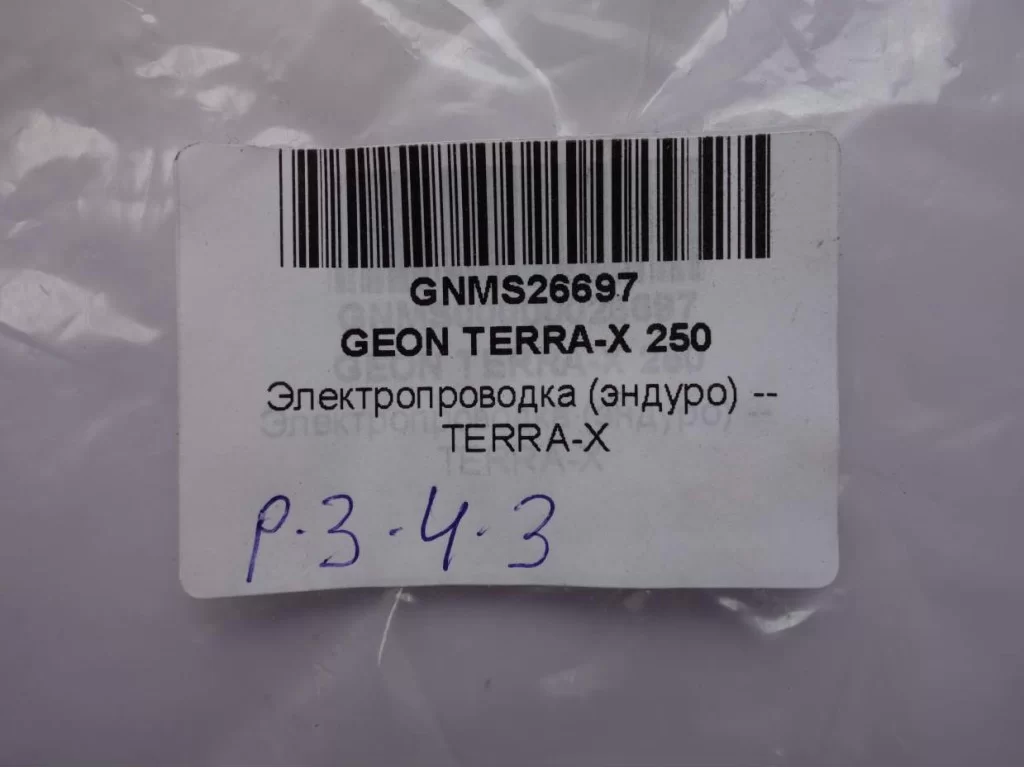 GNMS26697
GEON TERRA-X 250
Электропроводка (эндуро) --
TERRA-X
р.3-4.3